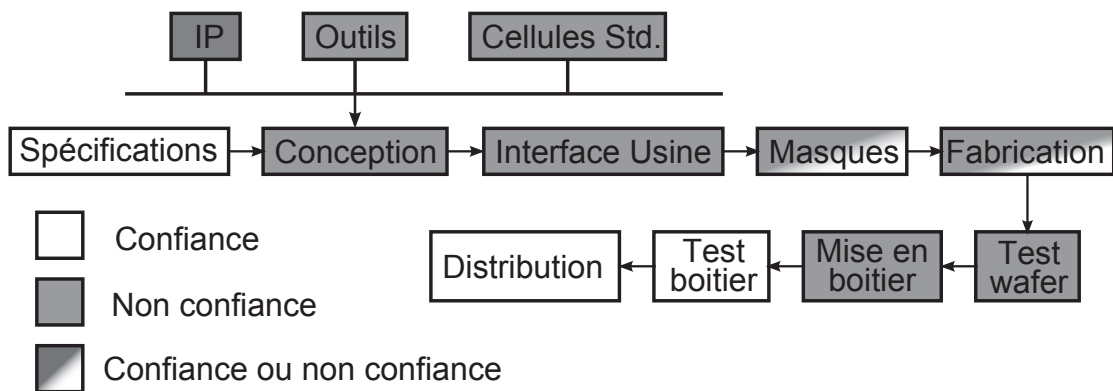 IP
Outils
Cellules Std.
Spécifications
Conception
Interface Usine
Masques
Fabrication
Confiance
Distribution
Test
boitier
Mise en
boitier
Test
wafer
Non confiance
Confiance ou non confiance